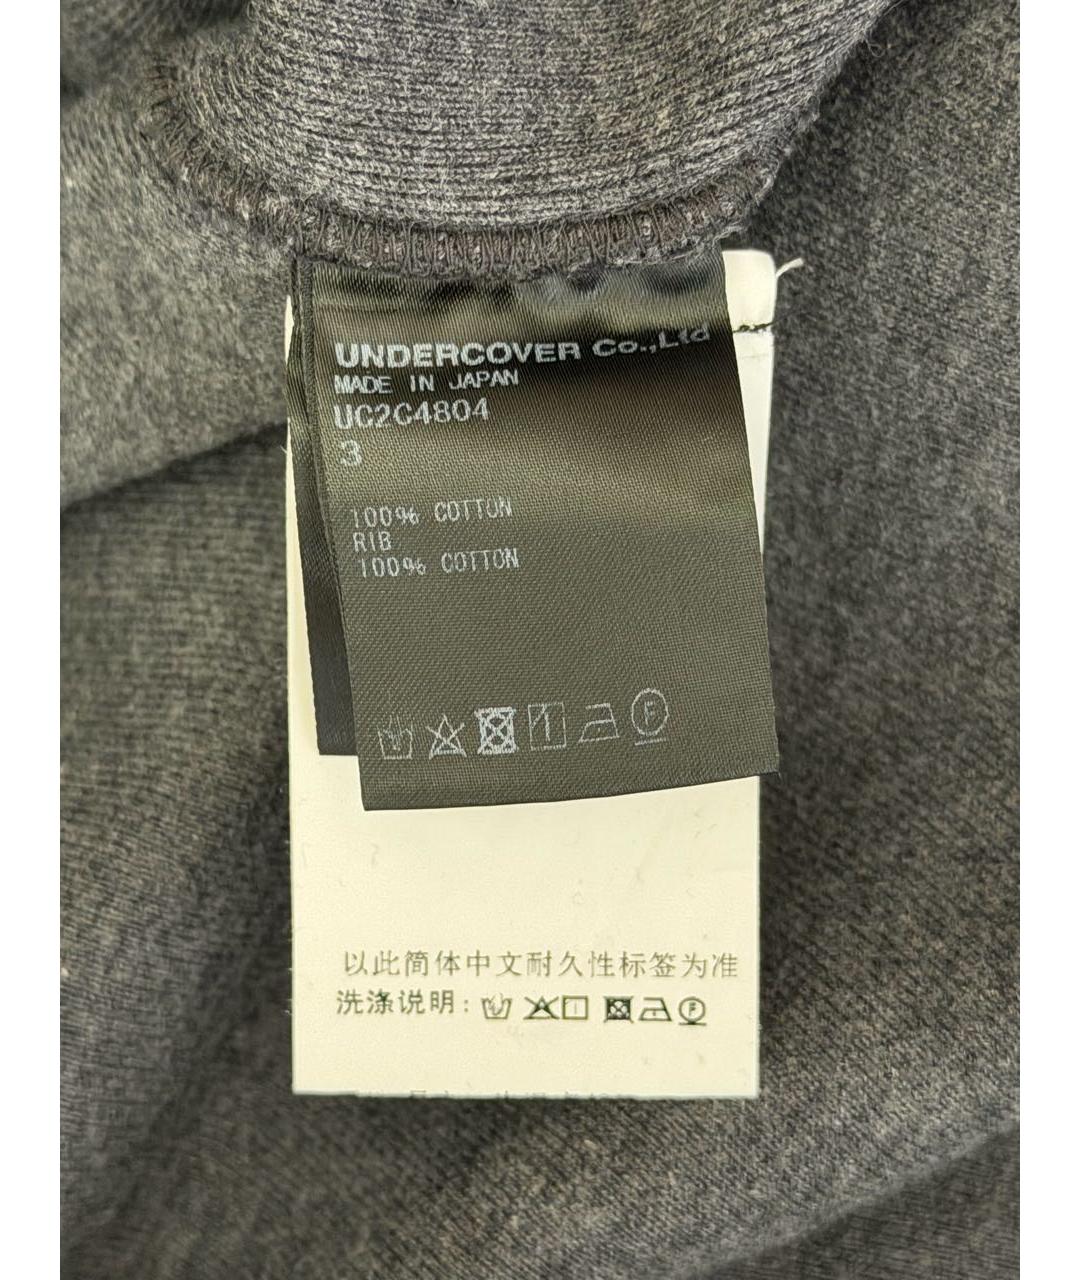 UNDERCOVER Co.,Ltd
MADE IN JAPAN
UC2C4804
3
100% COTTON
RIB
100% COTTON
F
以此简体中文耐久性标签为准
洗涤说明:
F